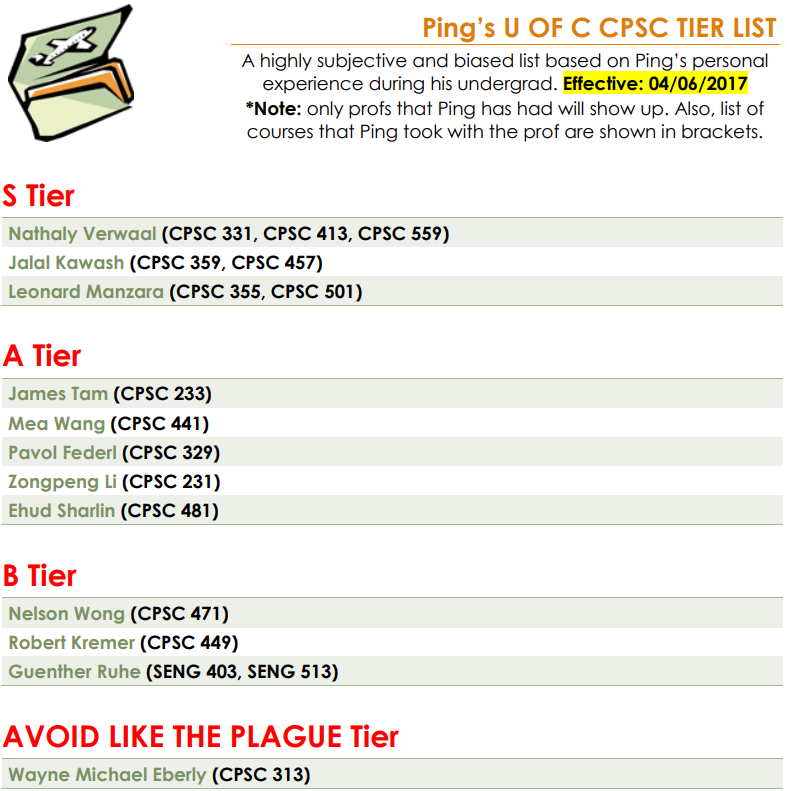 Ping’s U OF C CPSC TIER LIST
A highly subjective and biased list based on Ping’s personal
experience during his undergrad. Effective: 04/06/2017
*Note: only profs that Ping has had will show up. Also, list of
courses that Ping took with the prof are shown in brackets.
S Tier
Nathaly Verwaal (CPSC 331, CPSC 413, CPSC 559)
Jalal Kawash (CPSC 359, CPSC 457)
Leonard Manzara (CPSC 355, CPSC 501)
A Tier
James Tam (CPSC 233)
Mea Wang (CPSC 441)
Pavol Federl (CPSC 329)
Zongpeng Li (CPSC 231)
Ehud Sharlin (CPSC 481)
B Tier
Nelson Wong (CPSC 471)
Robert Kremer (CPSC 449)
Guenther Ruhe (SENG 403, SENG 513)
AVOID LIKE THE PLAGUE Tier
Wayne Michael Eberly (CPSC 313)